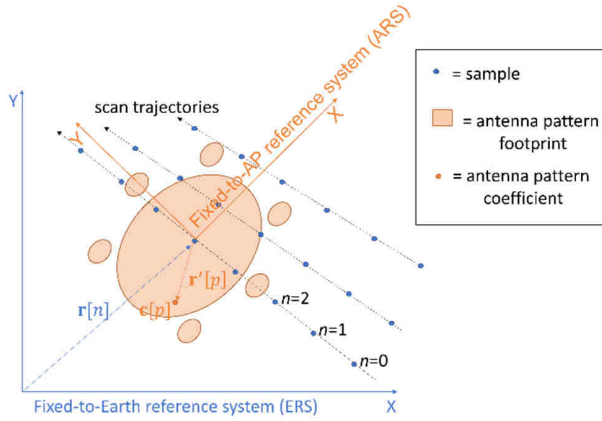 Fixed-to-AP reference system (ARS)
Y
scan trajectories
X
Y
r[n]
r'[p]
c[p]
n=2
n=1
n=0
Fixed-to-Earth reference system (ERS)
X
= sample
= antenna pattern
footprint
= antenna pattern
coefficient